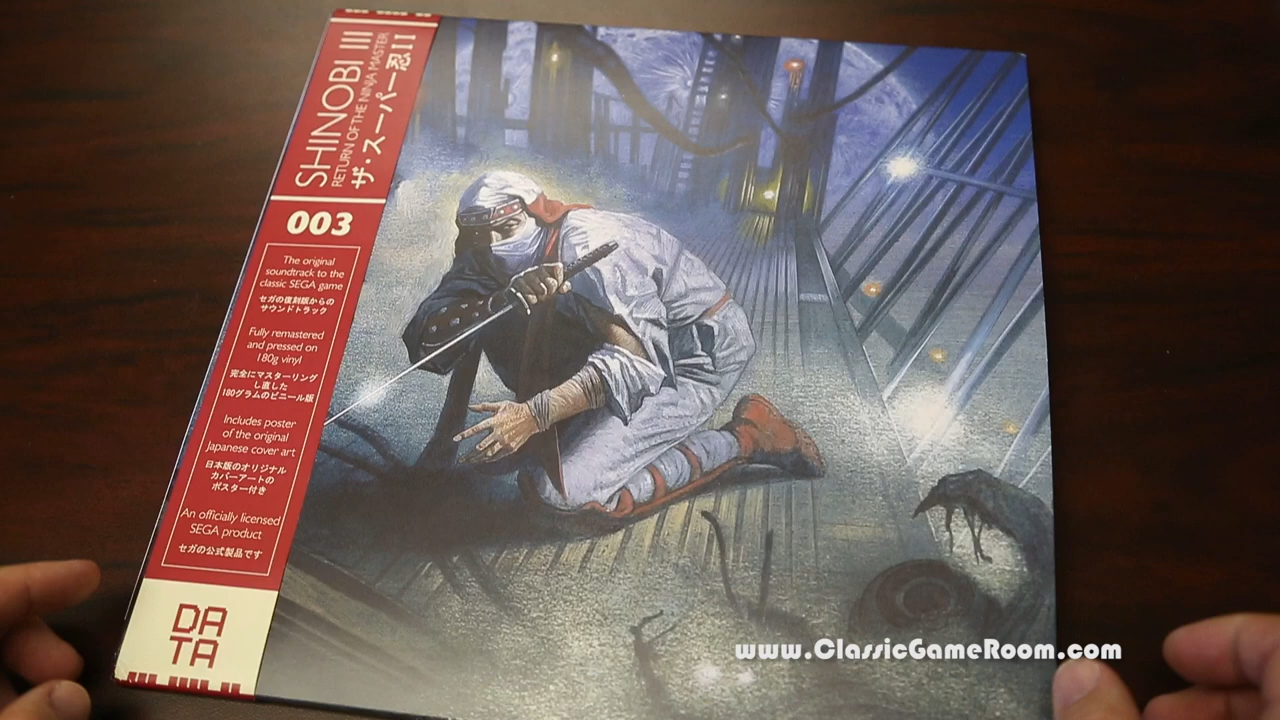 SHINOBI III
RETURN OF THE NINJA MASTER
ザ・スーパー忍II
003
The original
soundtrack to the
classic SEGA game
セガの復刻版からの
サウンドトラック
Fully remastered
and pressed on
180g vinyl
完全にマスターリング
し直した
180グラムのビニール版
Includes poster
of the original
Japanese cover art
日本版のオリジナル
カバーアートの
ポスター付き
An officially licensed
SEGA product
セガの公式製品です
DA
TA
www.ClassicGameRoom.com